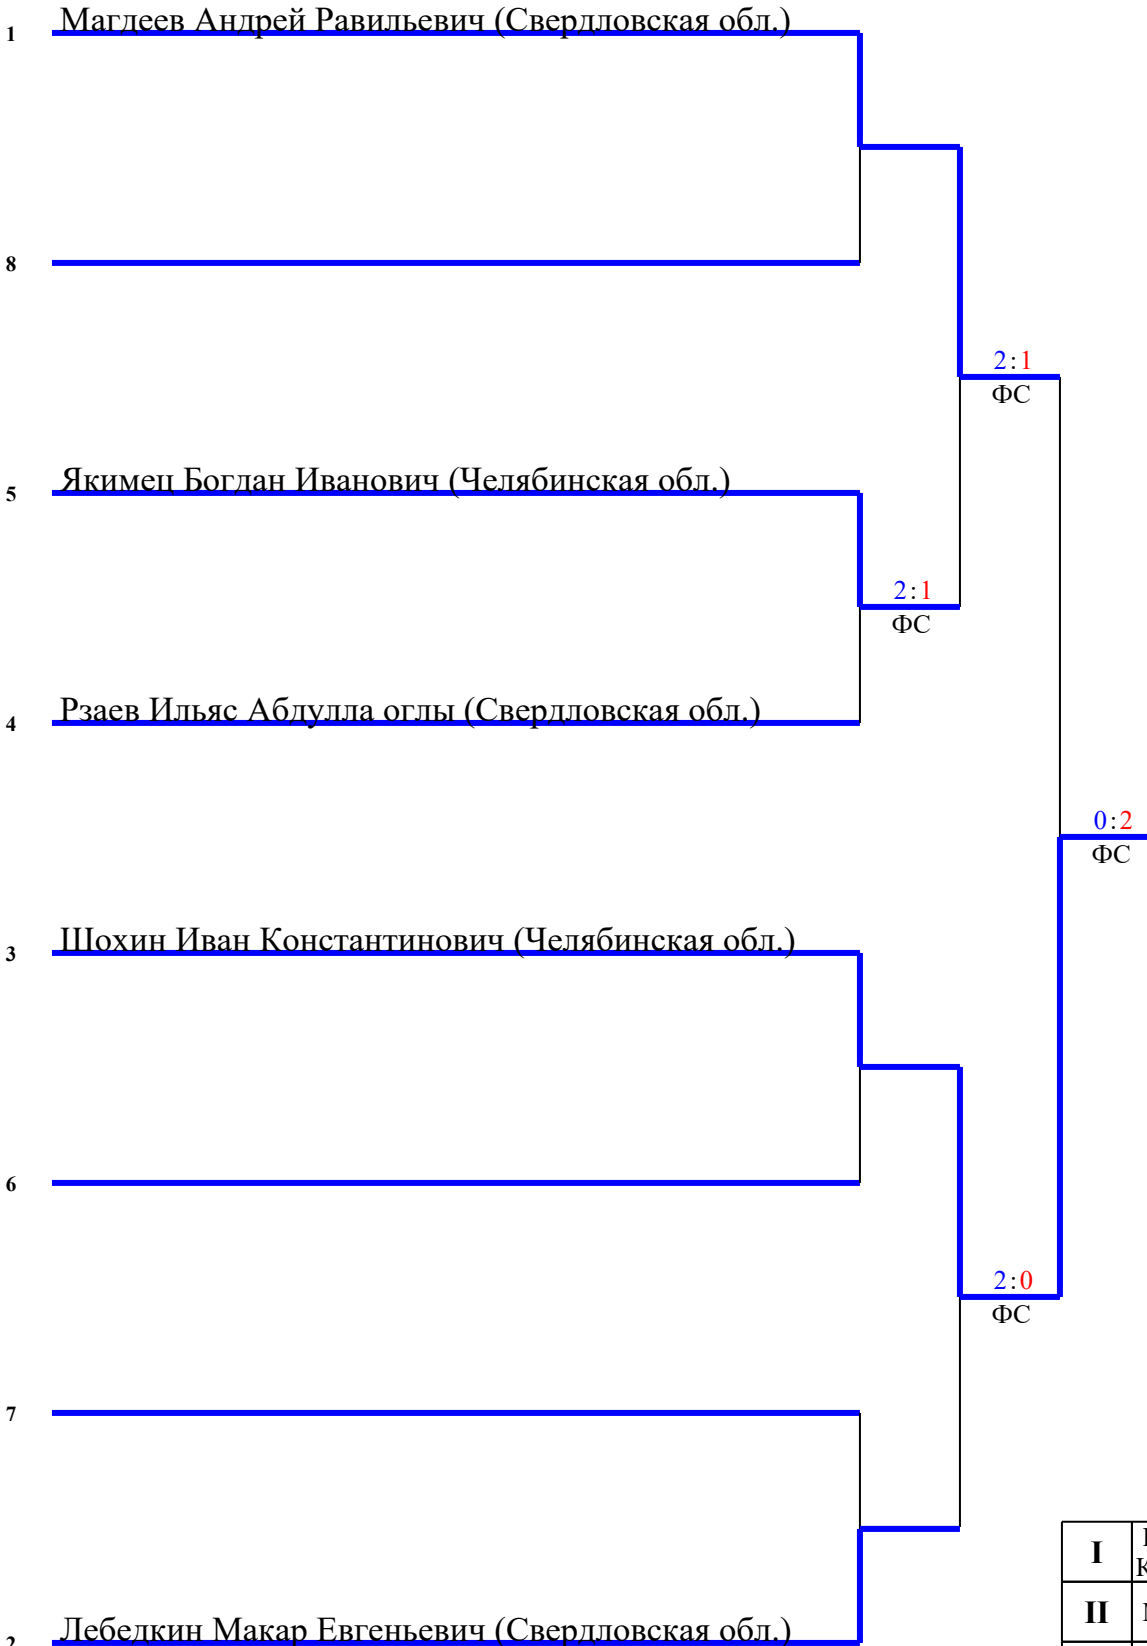 1 Магдеев Андрей Равильевич (Свердловская обл.)
8
2:1
ФС
5 Якимец Богдан Иванович (Челябинская обл.)
2:1
ФС
4 Рзаев Ильяс Абдулла оглы (Свердловская обл.)
0:2
ФС
3 Шохин Иван Константинович (Челябинская обл.)
6
2:0
ФС
7
I
II
2 Лебедкин Макар Евгеньевич (Свердловская обл.)